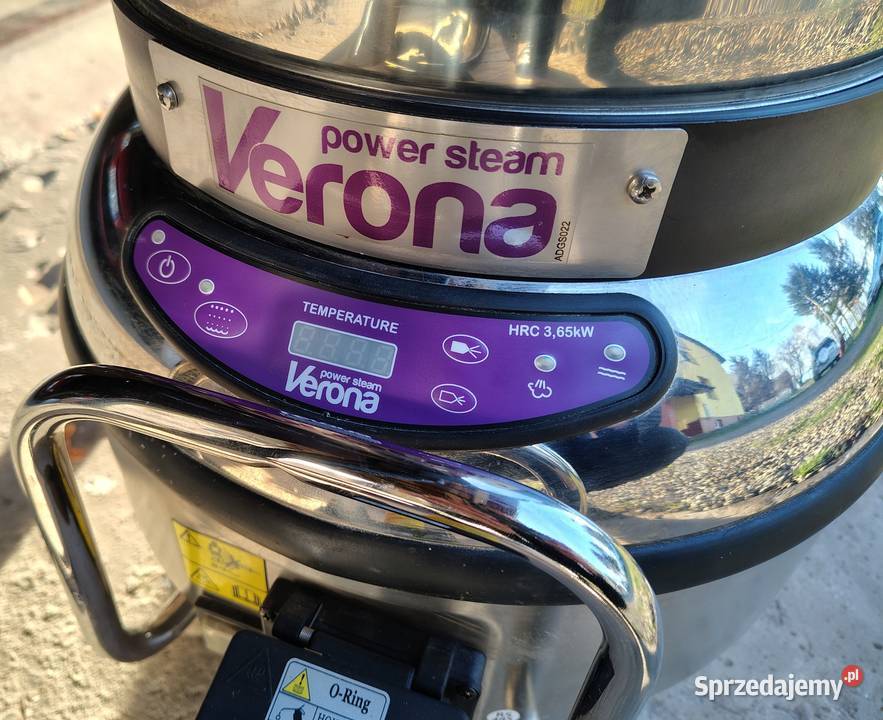 power steam
Verona
ADGS022
TEMPERATURE
HRC 3,65kW
power steam
Verona
O-Ring
Sprzedajemy.pl